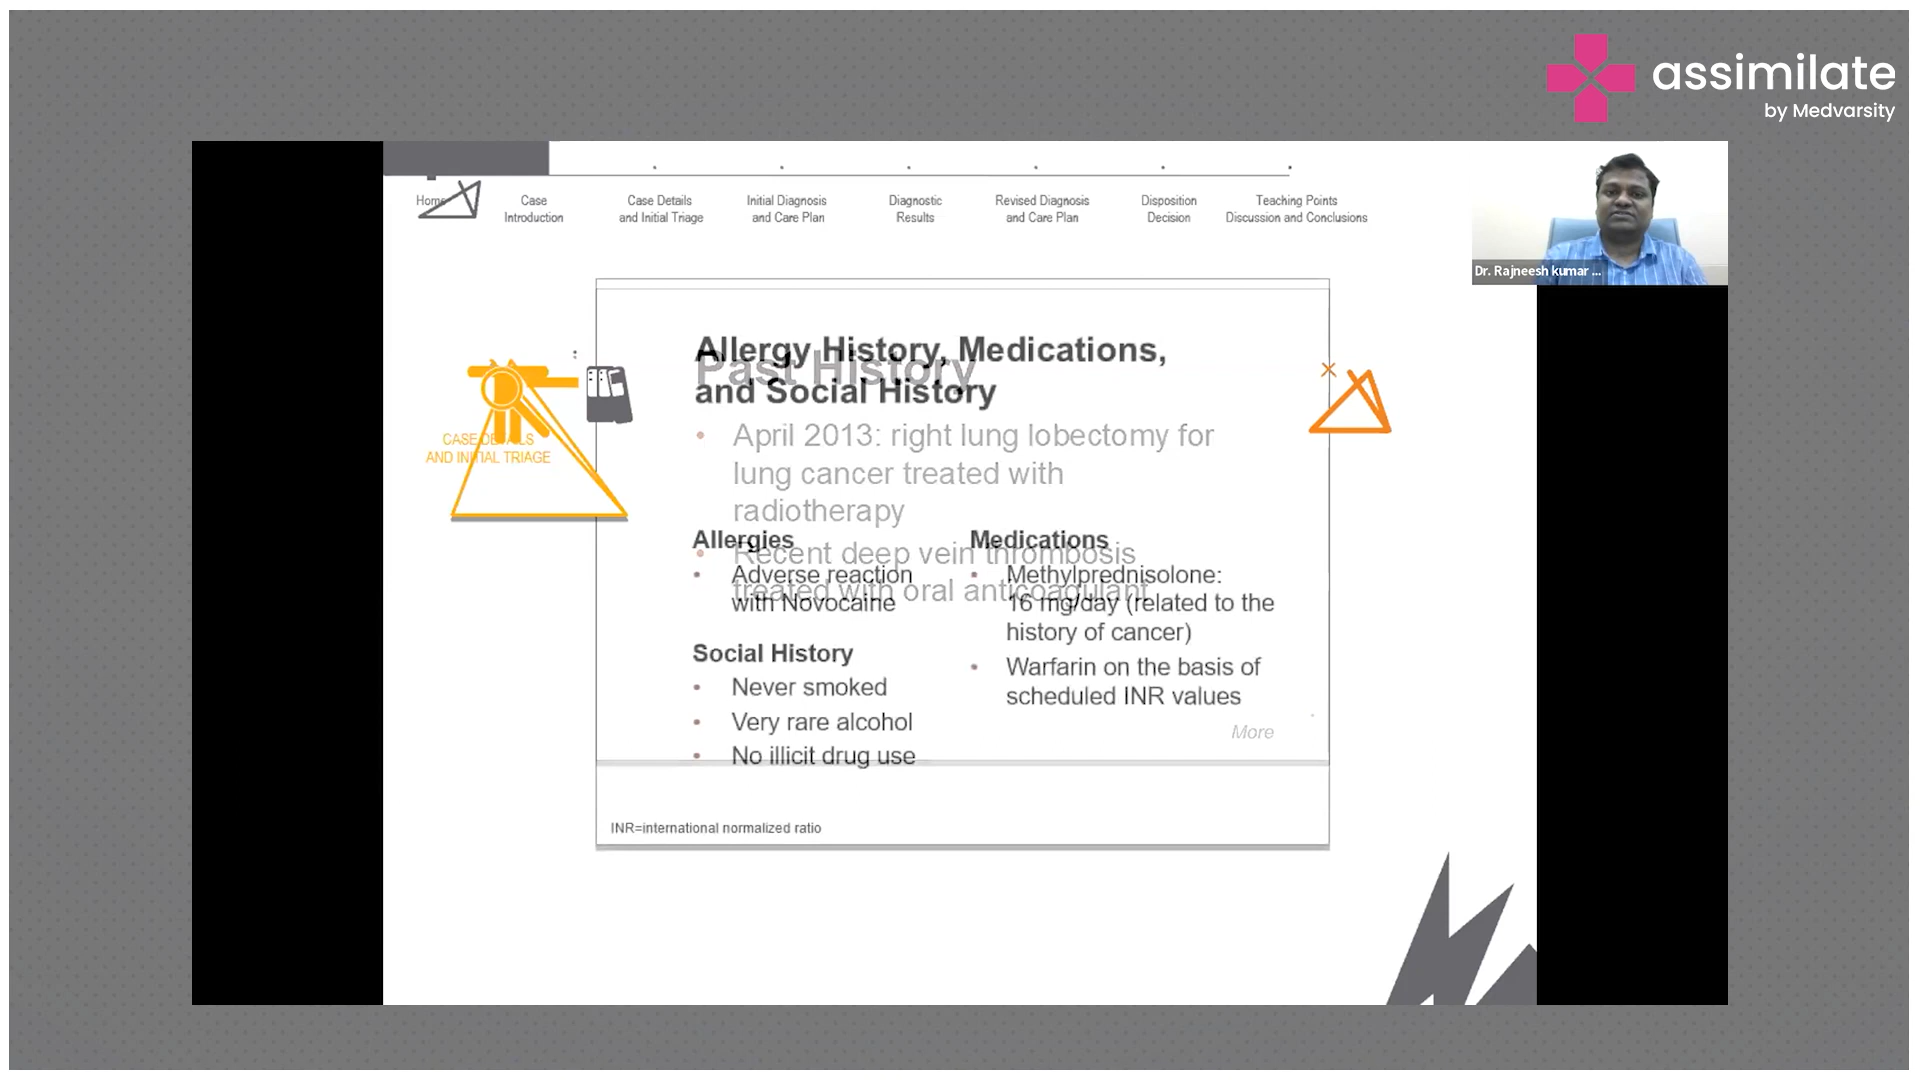 assimilate
by Medvarsity
Home
Case
Introduction
Case Details
and Initial Triage
Initial Diagnosis
and Care Plan
Diagnostic
Results
Revised Diagnosis
and Care Plan
Disposition
Decision
Teaching Points
Discussion and Conclusions
Dr. Rajneesh kumar ...
CASE DETAILS
AND INITIAL TRIAGE
Allergy History, Medications,
and Social History
Past History
• April 2013: right lung lobectomy for
lung cancer treated with
radiotherapy
• Recent deep vein thrombosis
treated with oral anticoagulant
Allergies
• Adverse reaction
with Novocaine
Social History
• Never smoked
• Very rare alcohol
• No illicit drug use
Medications
• Methylprednisolone:
16 mg/day (related to the
history of cancer)
• Warfarin on the basis of
scheduled INR values
More
INR=international normalized ratio